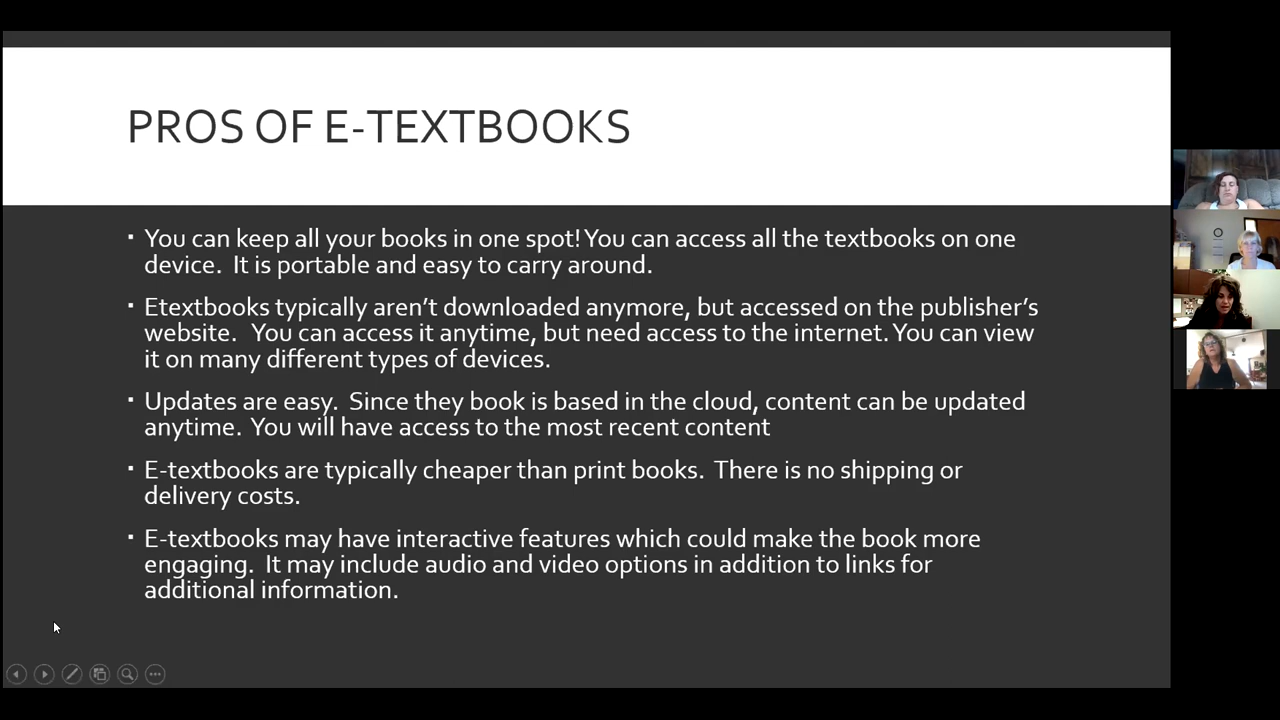 PROS OF E-TEXTBOOKS
▪ You can keep all your books in one spot! You can access all the textbooks on one
device.  It is portable and easy to carry around.
▪ Etextbooks typically aren’t downloaded anymore, but accessed on the publisher’s
website.   You can access it anytime, but need access to the internet. You can view
it on many different types of devices.
▪ Updates are easy.  Since they book is based in the cloud, content can be updated
anytime.  You will have access to the most recent content
▪ E-textbooks are typically cheaper than print books.  There is no shipping or
delivery costs.
▪ E-textbooks may have interactive features which could make the book more
engaging.  It may include audio and video options in addition to links for
additional information.